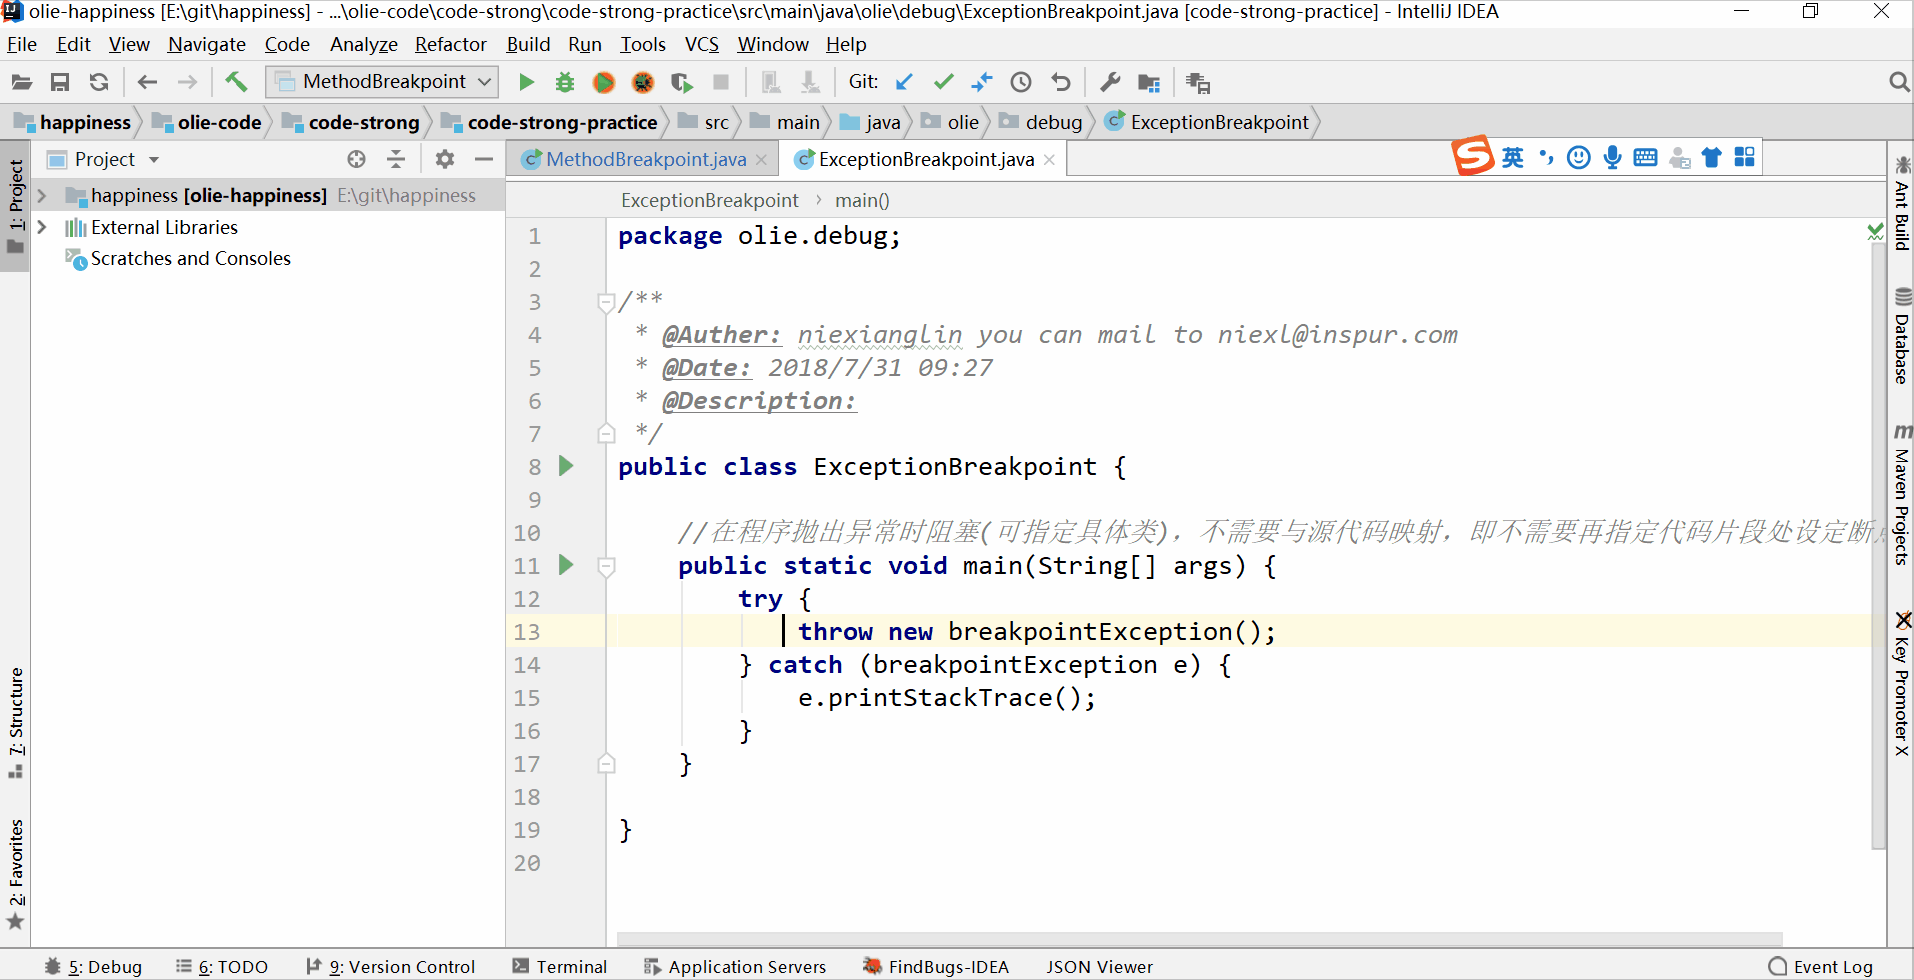 olie-happiness [E:\git\happiness] - ...\olie-code\code-strong\code-strong-practice\src\main\java\olie\debug\ExceptionBreakpoint.java [code-strong-practice] - IntelliJ IDEA
File Edit View Navigate Code Analyze Refactor Build Run Tools VCS Window Help
MethodBreakpoint Git:
happiness olie-code code-strong code-strong-practice src main java olie debug ExceptionBreakpoint
Project MethodBreakpoint.java ExceptionBreakpoint.java 英
happiness [olie-happiness] E:\git\happiness
External Libraries
Scratches and Consoles
1: Project
7: Structure
2: Favorites
ExceptionBreakpoint › main()
1 package olie.debug;
2
3 /**
4 * @Auther: niexianglin you can mail to niexl@inspur.com
5 * @Date: 2018/7/31 09:27
6 * @Description:
7 */
8 public class ExceptionBreakpoint {
9
10 //在程序抛出异常时阻塞(可指定具体类)，不需要与源代码映射，即不需要再指定代码片段处设定断点
11 public static void main(String[] args) {
12 try {
13 throw new breakpointException();
14 } catch (breakpointException e) {
15 e.printStackTrace();
16 }
17 }
18
19 }
20
Ant Build
Database
m Maven Projects
Key Promoter X
5: Debug 6: TODO 9: Version Control Terminal Application Servers FindBugs-IDEA JSON Viewer Event Log